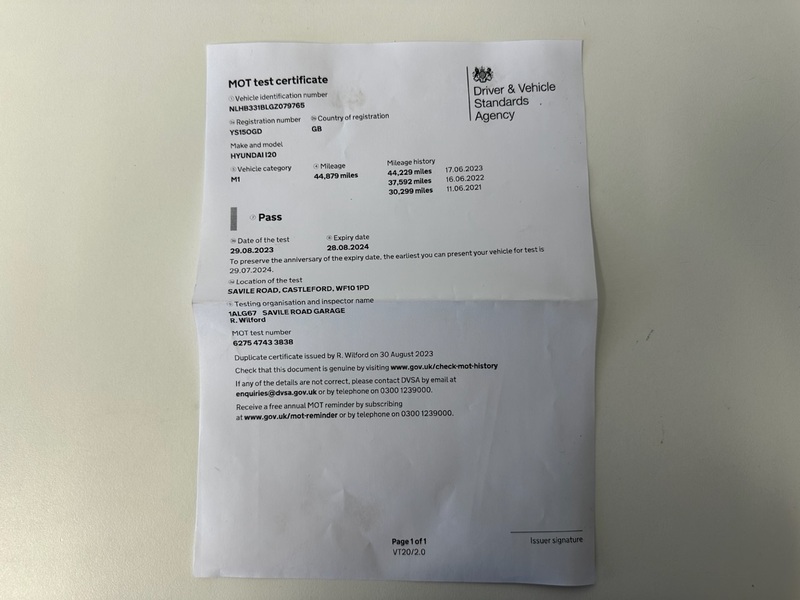 MOT test certificate
Driver & Vehicle
Standards
Agency
Vehicle identification number
NLHB331BLGZ079765
Registration number
Country of registration
YS15OGD
GB
Make and model
HYUNDAI I20
Vehicle category
Mileage
Mileage history
M1
44,879 miles
44,229 miles 17.06.2023
37,592 miles 16.06.2022
30,299 miles 11.06.2021
Pass
Date of the test
Expiry date
29.08.2023
28.08.2024
To preserve the anniversary of the expiry date, the earliest you can present your vehicle for test is
29.07.2024.
Location of the test
SAVILE ROAD, CASTLEFORD, WF10 1PD
Testing organisation and inspector name
1ALG67 SAVILE ROAD GARAGE
R. Wilford
MOT test number
6275 4743 3838
Duplicate certificate issued by R. Wilford on 30 August 2023
Check that this document is genuine by visiting www.gov.uk/check-mot-history
If any of the details are not correct, please contact DVSA by email at
enquiries@dvsa.gov.uk or by telephone on 0300 1239000.
Receive a free annual MOT reminder by subscribing
at www.gov.uk/mot-reminder or by telephone on 0300 1239000.
Page 1 of 1
VT20/2.0
Issuer signature